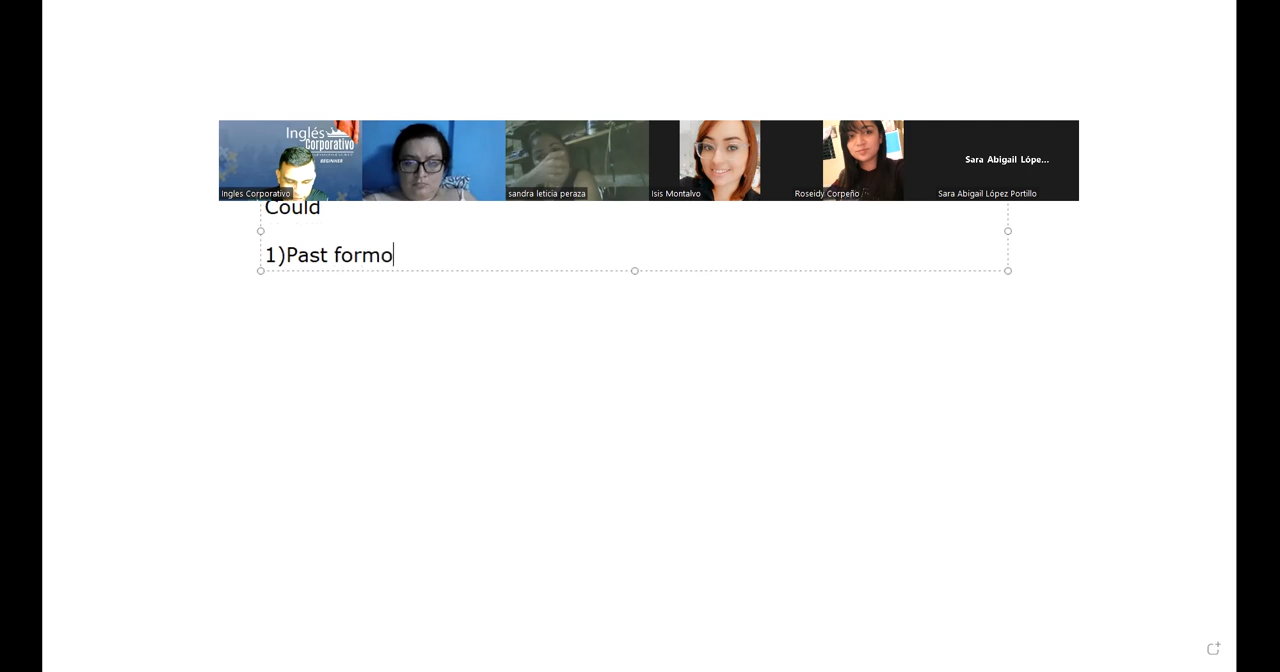 Inglés
Corporativo
BEGINNER
Ingles Corporativo
sandra leticia peraza
Isis Montalvo
Roseidy Corpeño
Sara Abigail Lópe...
Sara Abigail López Portillo
Could
1)Past formo